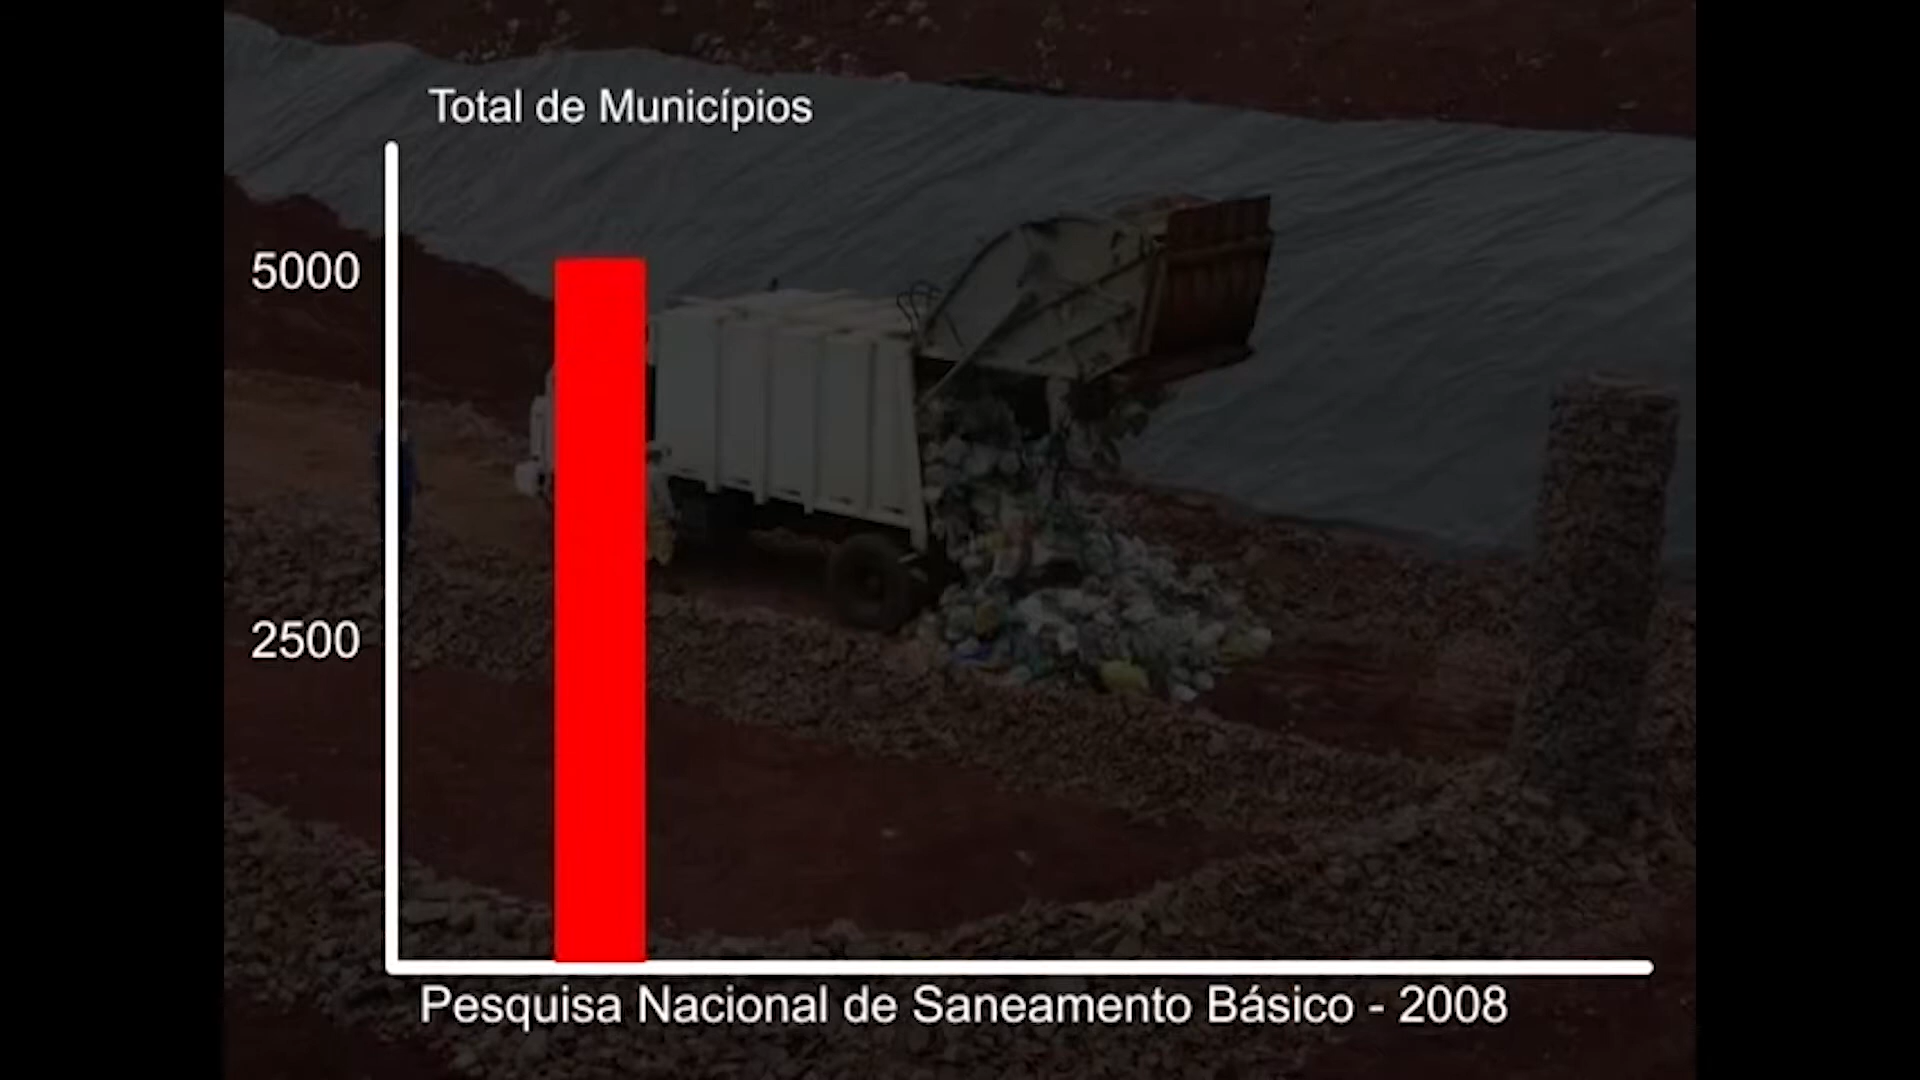 Total de Municípios
5000
2500
Pesquisa Nacional de Saneamento Básico - 2008